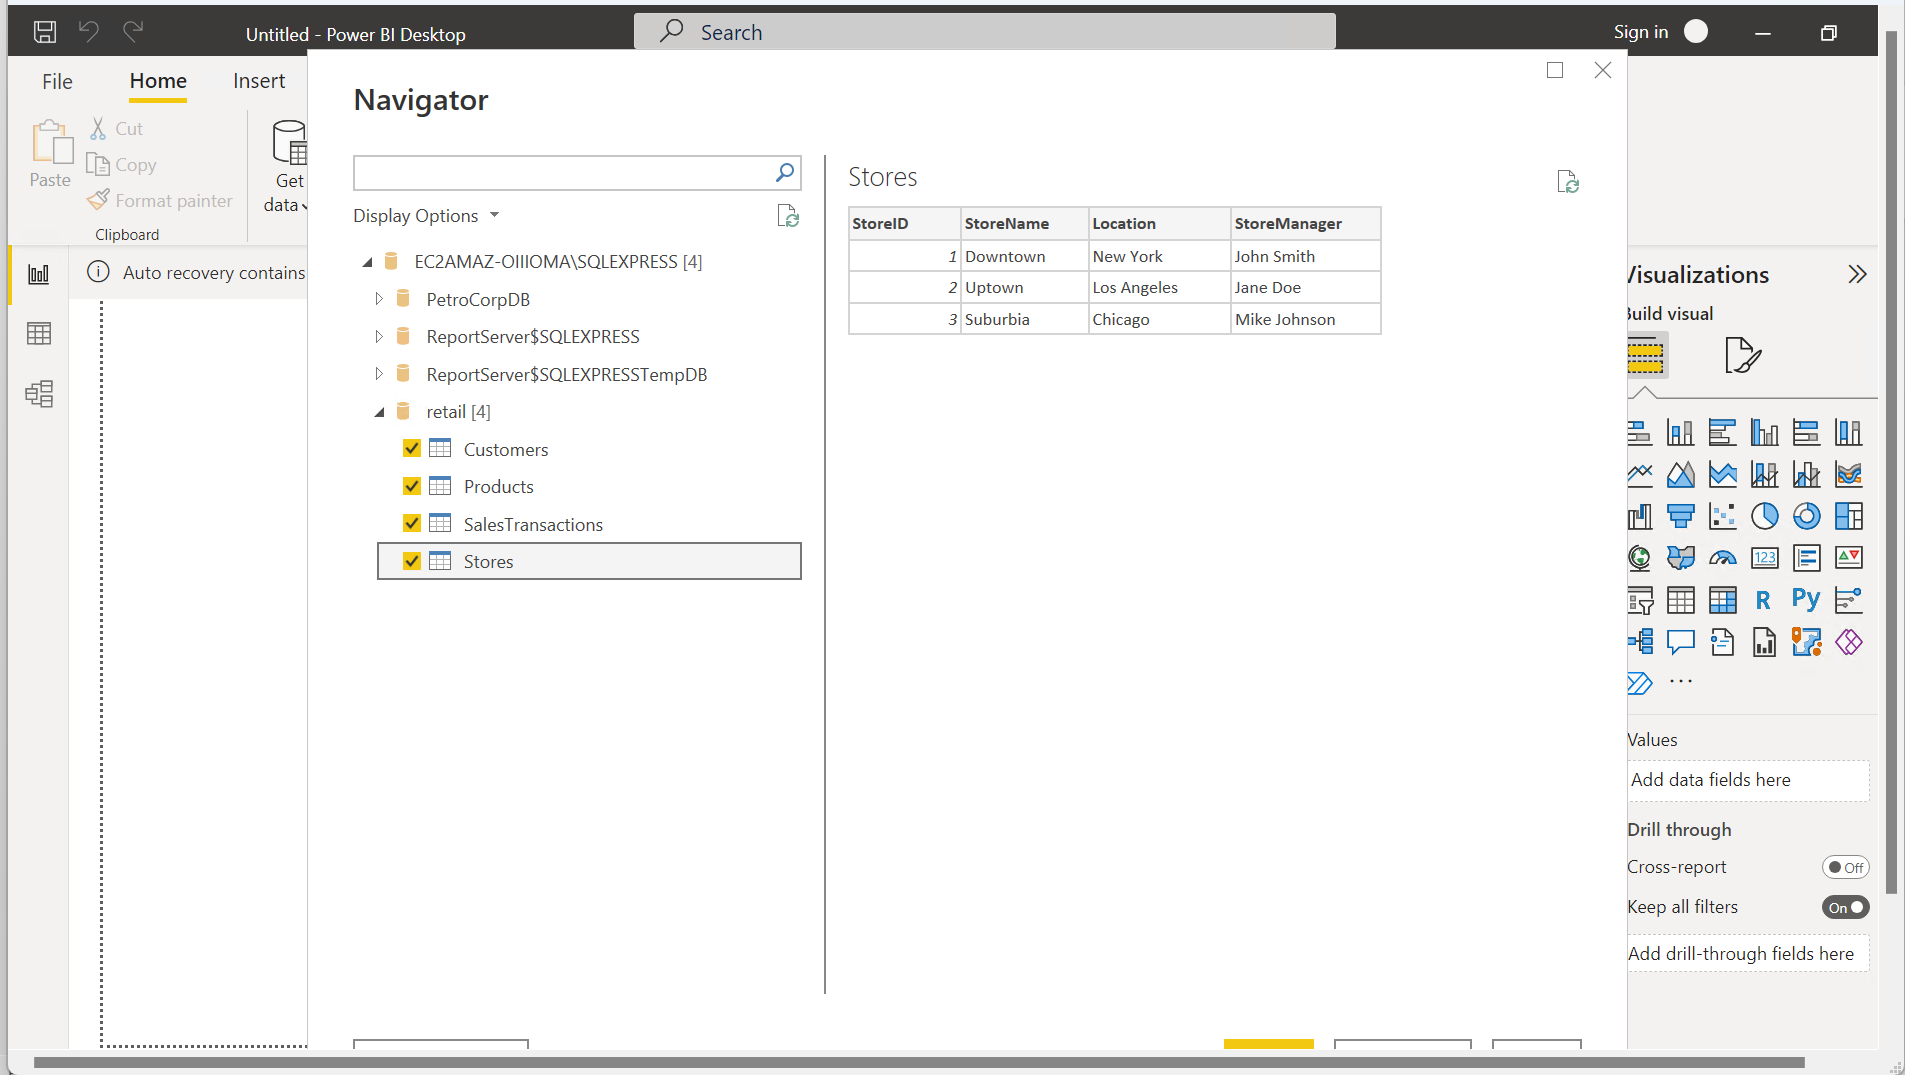 Untitled - Power BI Desktop
Search
Sign in
File
Home
Insert
Paste
Cut
Copy
Format painter
Clipboard
Get
data
Auto recovery contains
Navigator
Display Options
EC2AMAZ-OIIIOMA\SQLEXPRESS [4]
PetroCorpDB
ReportServer$SQLEXPRESS
ReportServer$SQLEXPRESSTempDB
retail [4]
Customers
Products
SalesTransactions
Stores
Stores
StoreID StoreName Location StoreManager
1 Downtown New York John Smith
2 Uptown Los Angeles Jane Doe
3 Suburbia Chicago Mike Johnson
Visualizations
Build visual
123
R
Py
...
Values
Add data fields here
Drill through
Cross-report
Off
Keep all filters
On
Add drill-through fields here